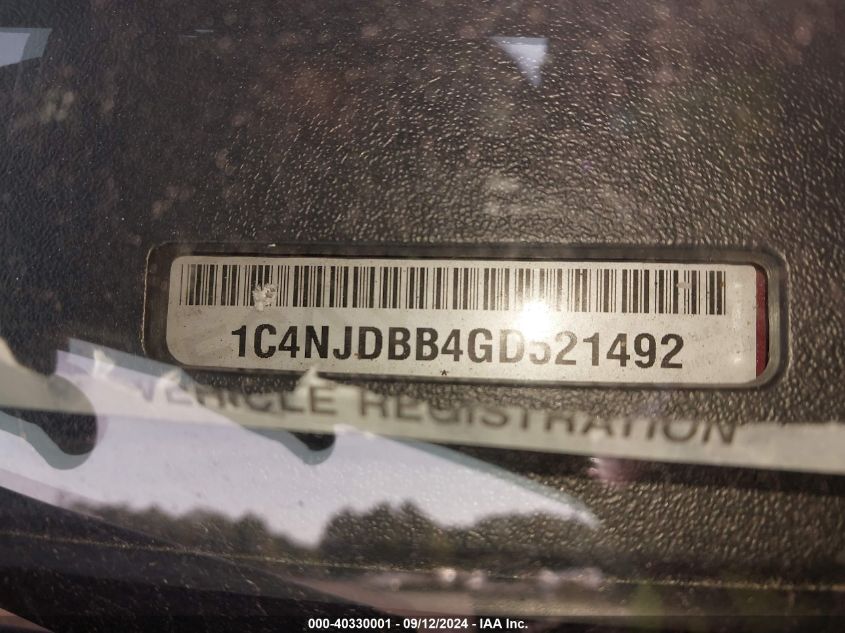 1C4NJDBB4GD521492
VEHICLE REGISTRATION
000-40330001 - 09/12/2024 - IAA Inc.